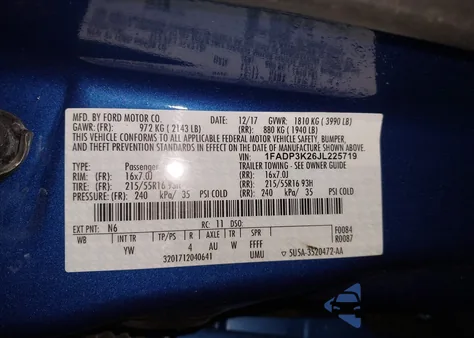 MFD. BY FORD MOTOR CO. DATE: 12/17 GVWR: 1810 KG ( 3990 LB)
GAWR: (FR): 972 KG ( 2143 LB) (RR): 880 KG ( 1940 LB)
THIS VEHICLE CONFORMS TO ALL APPLICABLE FEDERAL MOTOR VEHICLE SAFETY, BUMPER,
AND THEFT PREVENTION STANDARDS IN EFFECT ON THE DATE OF MANUFACTURE SHOWN ABOVE.
VIN: 1FADP3K26JL225719
TYPE: Passenger TRAILER TOWING - SEE OWNER GUIDE
RIM: (FR): 16x7.0J (RR): 16x7.0J
TIRES: (FR): 215/55R16 93H (RR): 215/55R16 93H
PRESSURE: (FR): 240 kPa/ 35 PSI COLD (RR): 240 kPa/ 35 PSI COLD
EXT PNT: N6 RC: 11 DSO: F0084
WB INT TR TP/PS R AXLE TR SPR R0087
YW 4 AU W FFFF
3201712040641 UMU 5U5A-3520472-AA